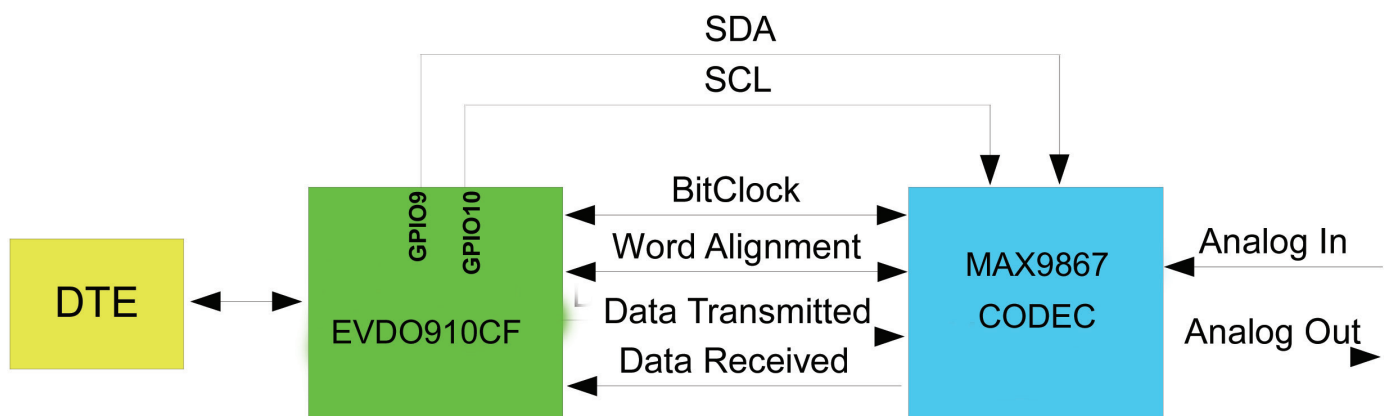 SDA
SCL
GPIO9
GPIO10
BitClock
Word Alignment
Data Transmitted
Data Received
DTE
EVDO910CF
MAX9867
CODEC
Analog In
Analog Out